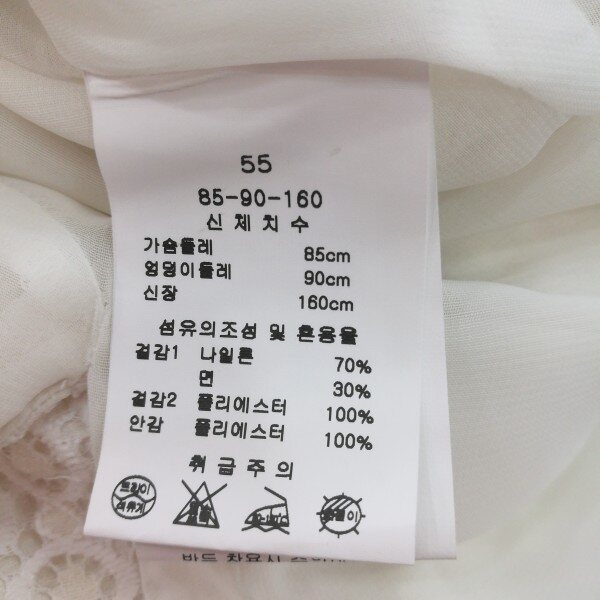 55
85-90-160
신체치수
가슴둘레 85cm
엉덩이둘레 90cm
신장 160cm
섬유의조성 및 혼용율
겉감1 나일론 70%
면 30%
겉감2 폴리에스터 100%
안감 폴리에스터 100%
취급주의
드라이